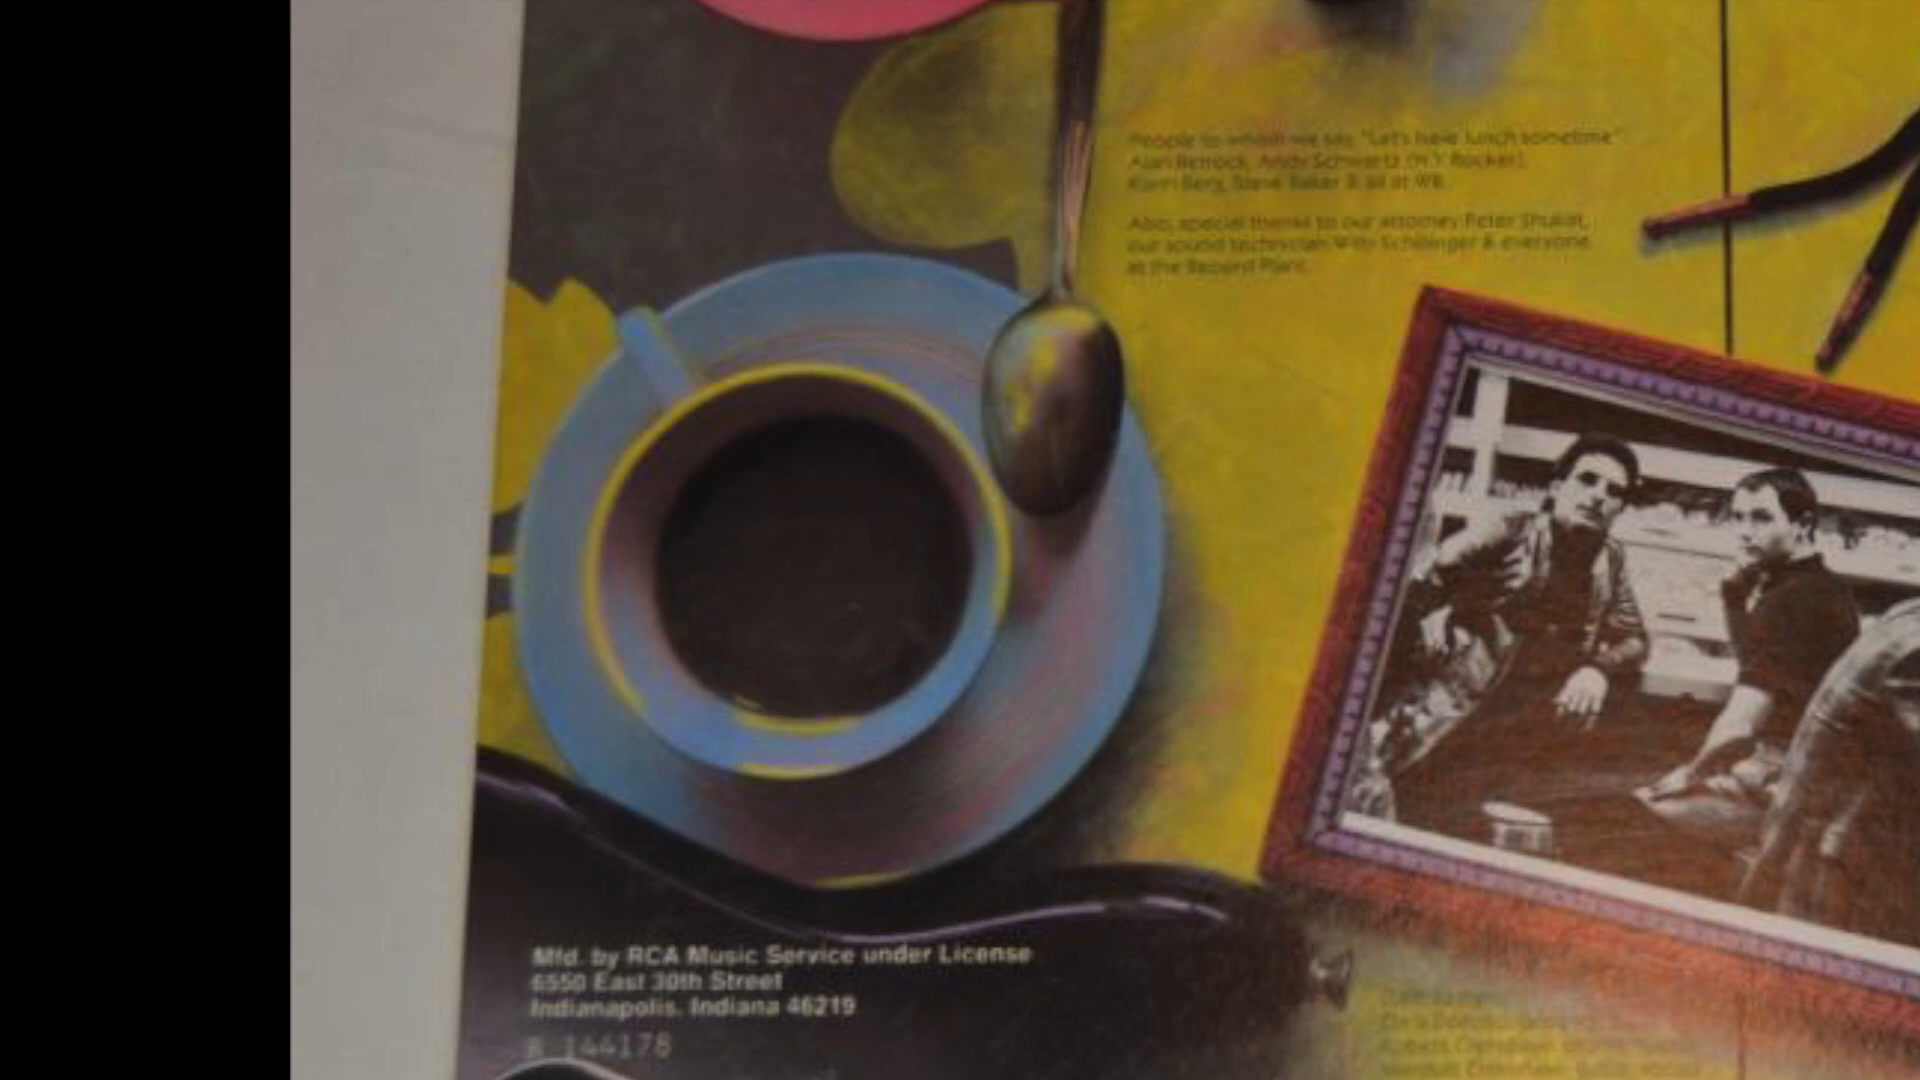 "People to whom we say, "Let's have lunch sometime"
Alan Betrock, Andy Schwartz (N.Y. Rocker),
Karin Berg, Steve Baker & all at WB.
Also, special thanks to our attorney Peter Shukat,
our sound technician Schillinger & everyone
at the Record Plant.
Mfd. by RCA Music Service under License
6550 East 30th Street
Indianapolis, Indiana 46219
R 144178